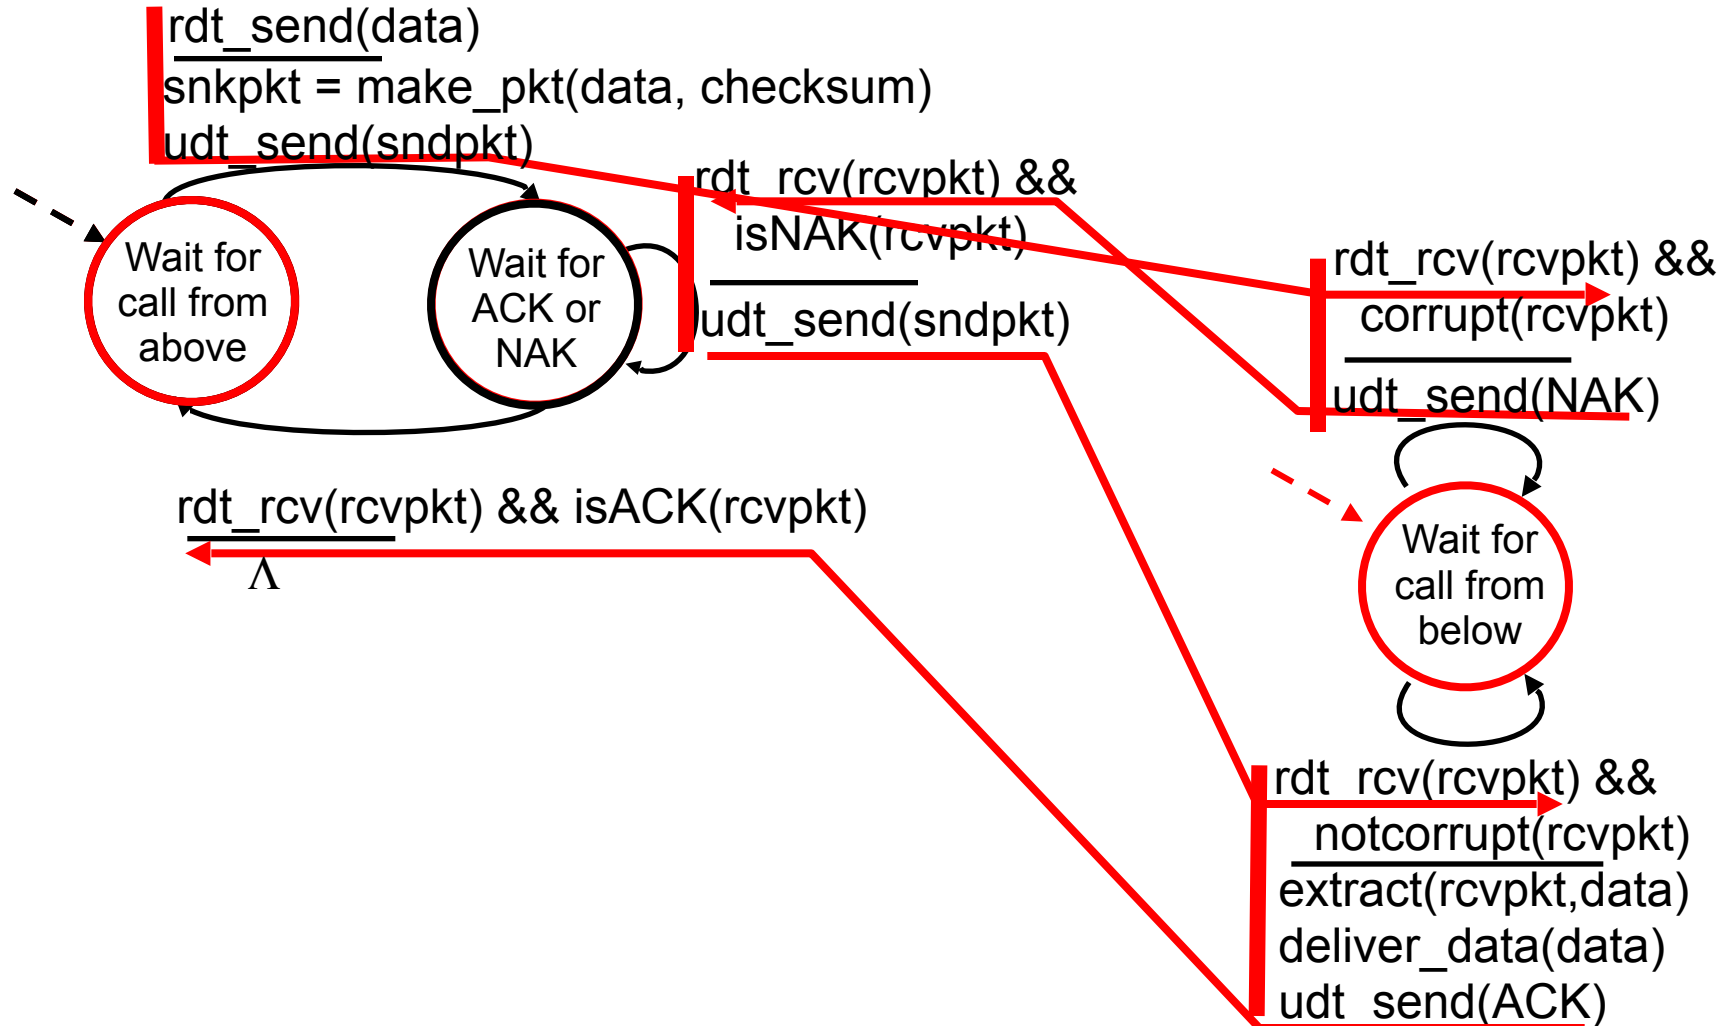 rdt_send(data)
snkpkt = make_pkt(data, checksum)
udt_send(sndpkt)
rdt_rcv(rcvpkt) &&
isNAK(rcvpkt)
udt_send(sndpkt)
Wait for
call from
above
Wait for
ACK or
NAK
rdt_rcv(rcvpkt) && isACK(rcvpkt)
Λ
rdt_rcv(rcvpkt) &&
corrupt(rcvpkt)
udt_send(NAK)
Wait for
call from
below
rdt_rcv(rcvpkt) &&
notcorrupt(rcvpkt)
extract(rcvpkt,data)
deliver_data(data)
udt_send(ACK)